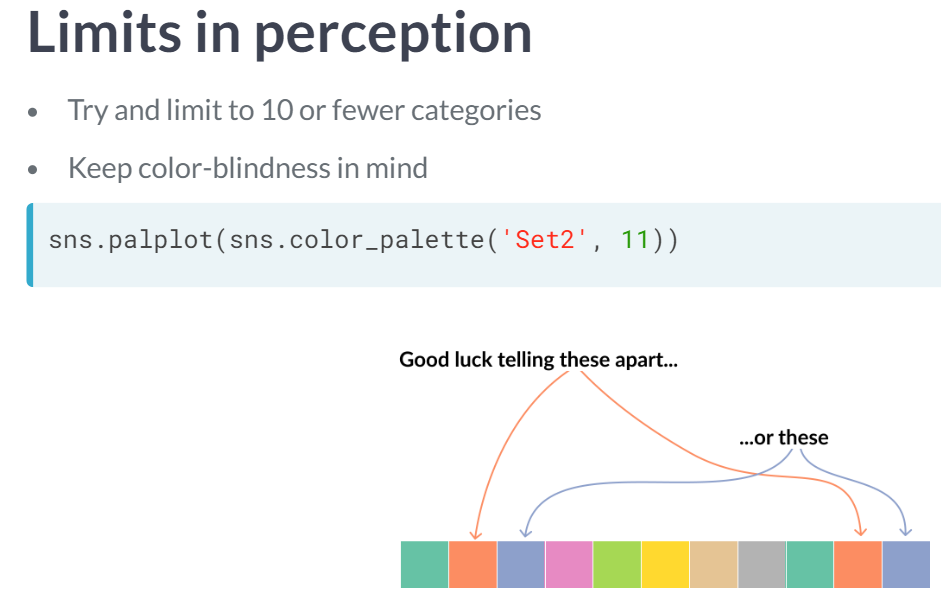 Limits in perception
• Try and limit to 10 or fewer categories
• Keep color-blindness in mind
sns.palplot(sns.color_palette('Set2', 11))
Good luck telling these apart...
...or these